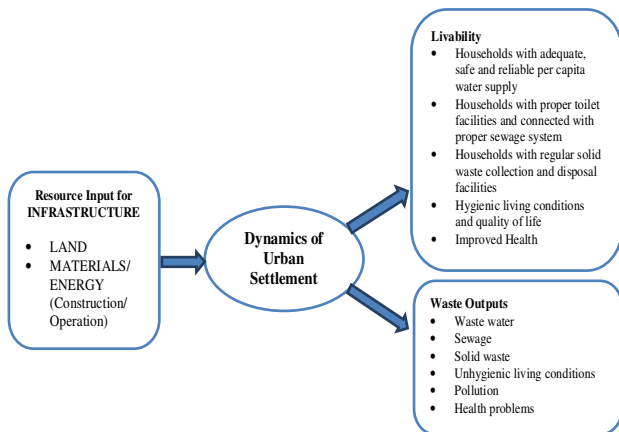 Resource Input for
INFRASTRUCTURE
• LAND
• MATERIALS/
ENERGY
(Construction/
Operation)
Dynamics of
Urban
Settlement
Livability
• Households with adequate,
safe and reliable per capita
water supply
• Households with proper toilet
facilities and connected with
proper sewage system
• Households with regular solid
waste collection and disposal
facilities
• Hygienic living conditions
and quality of life
• Improved Health
Waste Outputs
• Waste water
• Sewage
• Solid waste
• Unhygienic living conditions
• Pollution
• Health problems